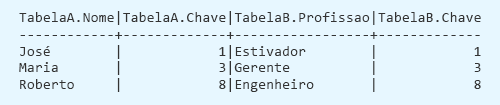 TabelaA.Nome|TabelaA.Chave|TabelaB.Profissao|TabelaB.Chave
------------+-------------+-----------------+-------------
José        |            1|Estivador        |            1
Maria       |            3|Gerente          |            3
Roberto     |            8|Engenheiro       |            8